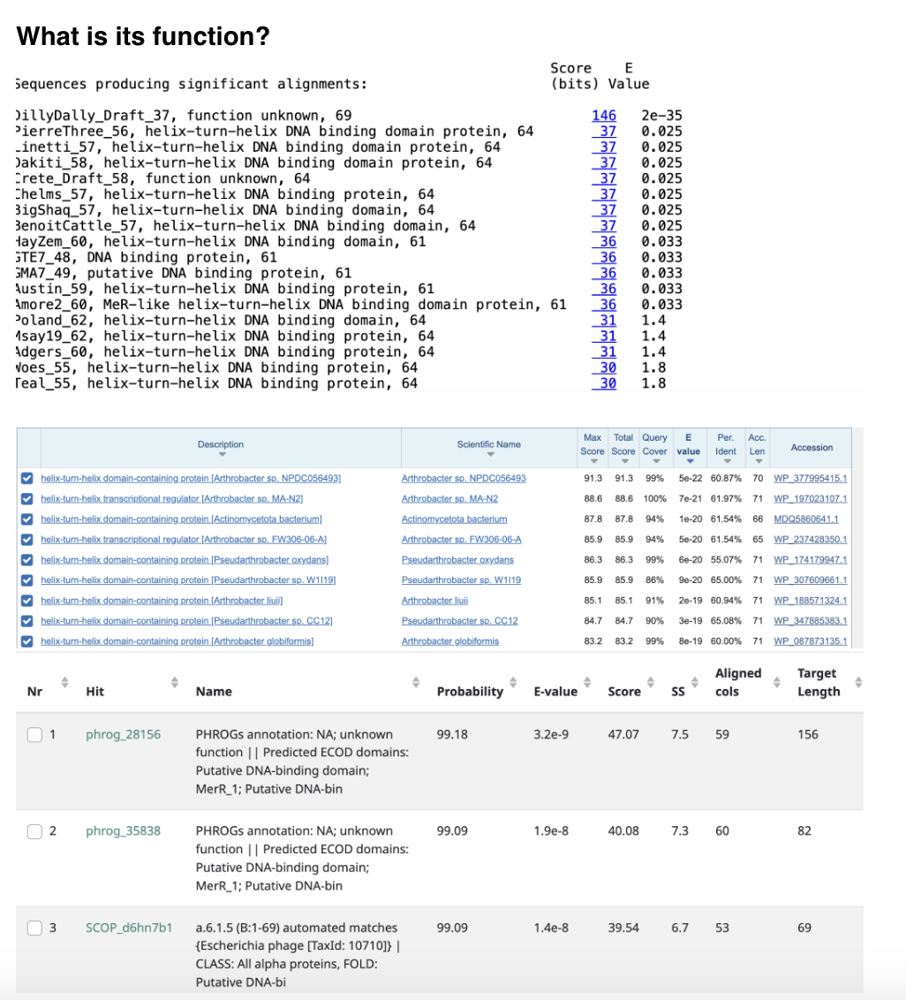 What is its function?
Score E
Sequences producing significant alignments: (bits) Value
DillyDally_Draft_37, function unknown, 69 146 2e-35
PierreThree_56, helix-turn-helix DNA binding domain protein, 64 37 0.025
Linetti_57, helix-turn-helix DNA binding domain protein, 64 37 0.025
Dakiti_58, helix-turn-helix DNA binding domain protein, 64 37 0.025
Crete_Draft_58, function unknown, 64 37 0.025
Chelms_57, helix-turn-helix DNA binding protein, 64 37 0.025
BigShaq_57, helix-turn-helix DNA binding domain, 64 37 0.025
BenoitCattle_57, helix-turn-helix DNA binding domain, 64 37 0.025
HayZem_60, helix-turn-helix DNA binding domain, 61 36 0.033
GTE7_48, DNA binding protein, 61 36 0.033
GMA7_49, putative DNA binding protein, 61 36 0.033
Austin_59, helix-turn-helix DNA binding protein, 61 36 0.033
Amore2_60, MeR-like helix-turn-helix DNA binding domain protein, 61 36 0.033
Poland_62, helix-turn-helix DNA binding domain, 64 31 1.4
Msay19_62, helix-turn-helix DNA binding protein, 64 31 1.4
Adgers_60, helix-turn-helix DNA binding protein, 64 31 1.4
Woes_55, helix-turn-helix DNA binding protein, 64 30 1.8
Teal_55, helix-turn-helix DNA binding protein, 64 30 1.8
Description Scientific Name Max Score Total Score Query Cover E value Per. Ident Acc. Len Accession
helix-turn-helix domain-containing protein [Arthrobacter sp. NPDC056493] Arthrobacter sp. NPDC056493 91.3 91.3 99% 5e-22 60.87% 70 WP_377995415.1
helix-turn-helix transcriptional regulator [Arthrobacter sp. MA-N2] Arthrobacter sp. MA-N2 88.6 88.6 100% 7e-21 61.97% 71 WP_197023107.1
helix-turn-helix domain-containing protein [Actinomycetota bacterium] Actinomycetota bacterium 87.8 87.8 94% 1e-20 61.54% 66 MDQ5860641.1
helix-turn-helix transcriptional regulator [Arthrobacter sp. FW306-06-A] Arthrobacter sp. FW306-06-A 85.9 85.9 94% 5e-20 61.54% 65 WP_237428350.1
helix-turn-helix domain-containing protein [Pseudarthrobacter oxydans] Pseudarthrobacter oxydans 86.3 86.3 99% 6e-20 55.07% 71 WP_174179947.1
helix-turn-helix domain-containing protein [Pseudarthrobacter sp. W1I19] Pseudarthrobacter sp. W1I19 85.9 85.9 86% 9e-20 65.00% 71 WP_307609661.1
helix-turn-helix domain-containing protein [Arthrobacter liuii] Arthrobacter liuii 85.1 85.1 91% 2e-19 60.94% 71 WP_188571324.1
helix-turn-helix domain-containing protein [Pseudarthrobacter sp. CC12] Pseudarthrobacter sp. CC12 84.7 84.7 90% 3e-19 65.08% 71 WP_347885383.1
helix-turn-helix domain-containing protein [Arthrobacter globiformis] Arthrobacter globiformis 83.2 83.2 99% 8e-19 60.00% 71 WP_087873135.1
Nr Hit Name Probability E-value Score SS Aligned cols Target Length
1 phrog_28156 PHROGs annotation: NA; unknown 99.18 3.2e-9 47.07 7.5 59 156
function || Predicted ECOD domains:
Putative DNA-binding domain;
MerR_1; Putative DNA-bin
2 phrog_35838 PHROGs annotation: NA; unknown 99.09 1.9e-8 40.08 7.3 60 82
function || Predicted ECOD domains:
Putative DNA-binding domain;
MerR_1; Putative DNA-bin
3 SCOP_d6hn7b1 a.6.1.5 (B:1-69) automated matches 99.09 1.4e-8 39.54 6.7 53 69
{Escherichia phage [TaxId: 10710]} |
CLASS: All alpha proteins, FOLD:
Putative DNA-bi